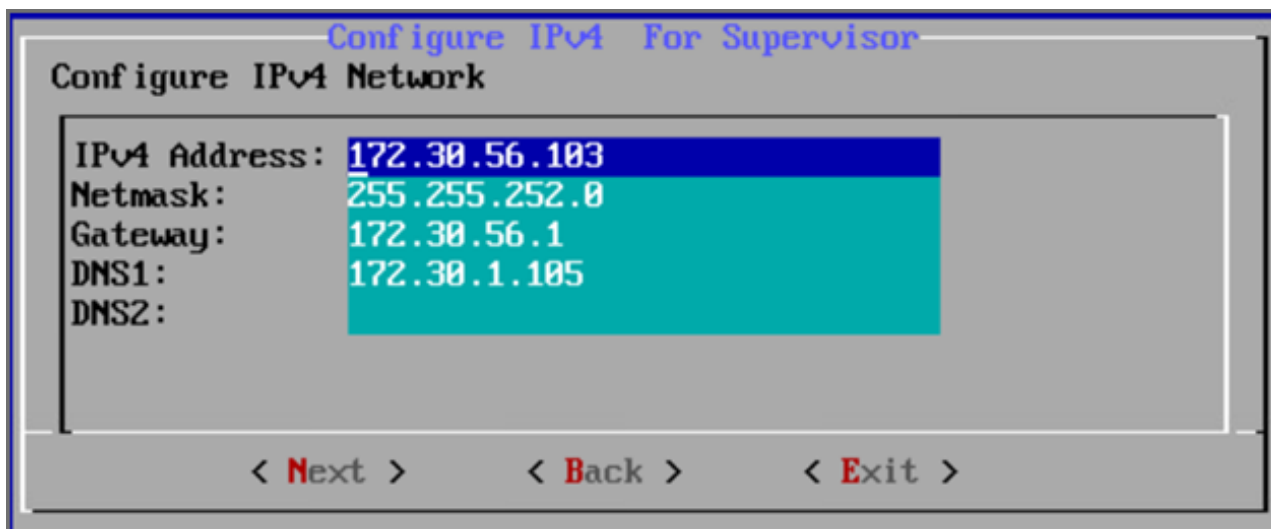 Configure IPv4 For Supervisor
Configure IPv4 Network
IPv4 Address: 172.30.56.103
Netmask: 255.255.252.0
Gateway: 172.30.56.1
DNS1: 172.30.1.105
DNS2:
< Next > < Back > < Exit >